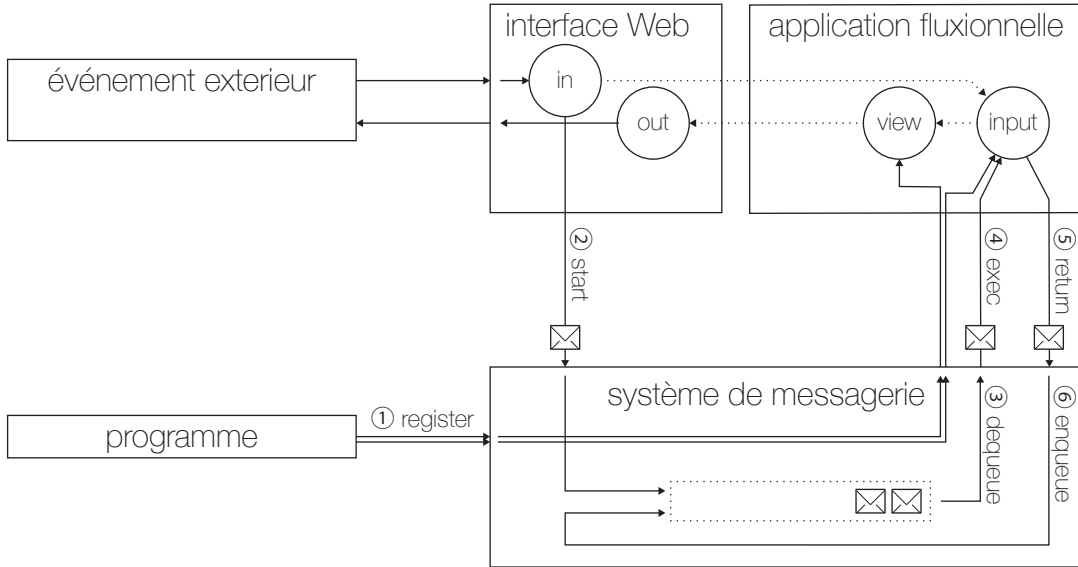 interface Web
application fluxionnelle
événement exterieur
in
out
view
input
② start
④ exec
⑤ return
système de messagerie
programme
① register
③ dequeue
⑥ enqueue